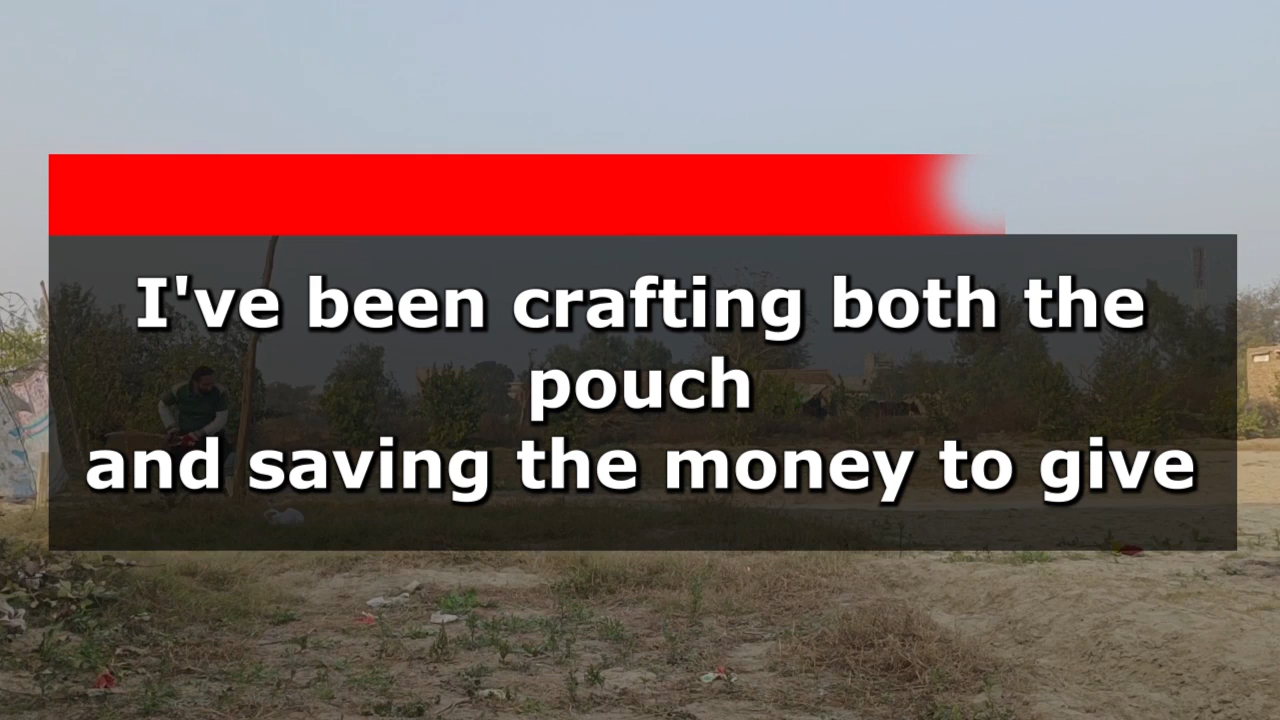 I've been crafting both the
pouch
and saving the money to give